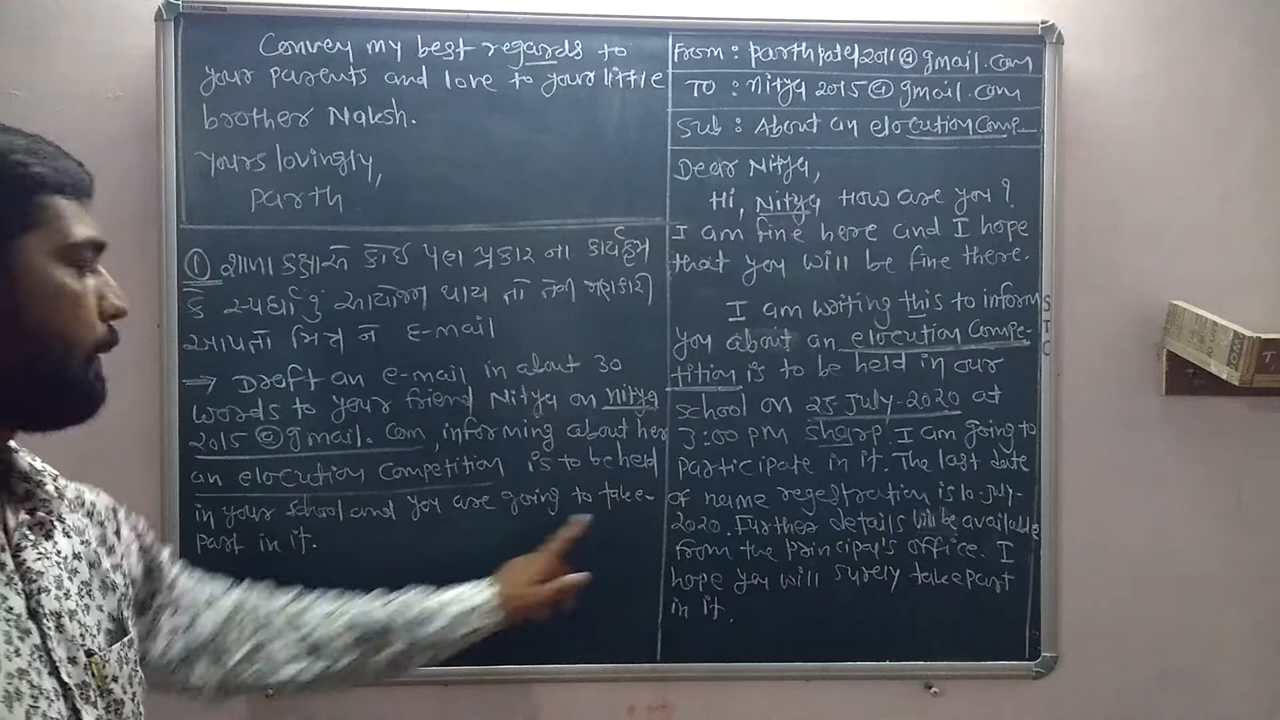 Convey my best regards to
your parents and love to your little
brother Naksh.
Yours lovingly,
Parth
① શાળા કક્ષાએ કોઈ પણ પ્રકાર ના કાર્યક્રમ
કે સ્પર્ધાનું આયોજન થાય તો તેની જાણકારી
આપતો મિત્ર ને E-mail
⇒ Draft an e-mail in about 30
words to your friend Nitya on nitya
2015@gmail.com, informing about her
an elocution competition is to be held
in your school and you are going to take-
part in it.
From : parthpatel2011@gmail.com
To : nitya2015@gmail.com
Sub : About an elocution Comp-
Dear Nitya,
Hi, Nitya How are you?
I am fine here and I hope
that you will be fine there.
I am writing this to inform
you about an elocution Compe-
tition is to be held in our
school on 25 July-2020 at
3:00 PM sharp. I am going to
participate in it. The last date
of name regestration is 10-July-
2020. Further details will be available
from the principal's office. I
hope you will surely takepart
in it.
STC